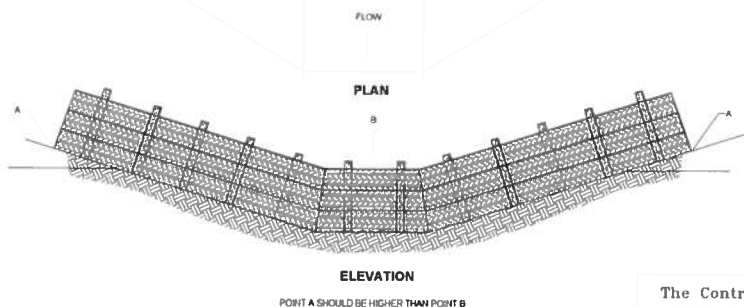 FLOW
PLAN
B
A
A
ELEVATION
POINT A SHOULD BE HIGHER THAN POINT B
The Contr